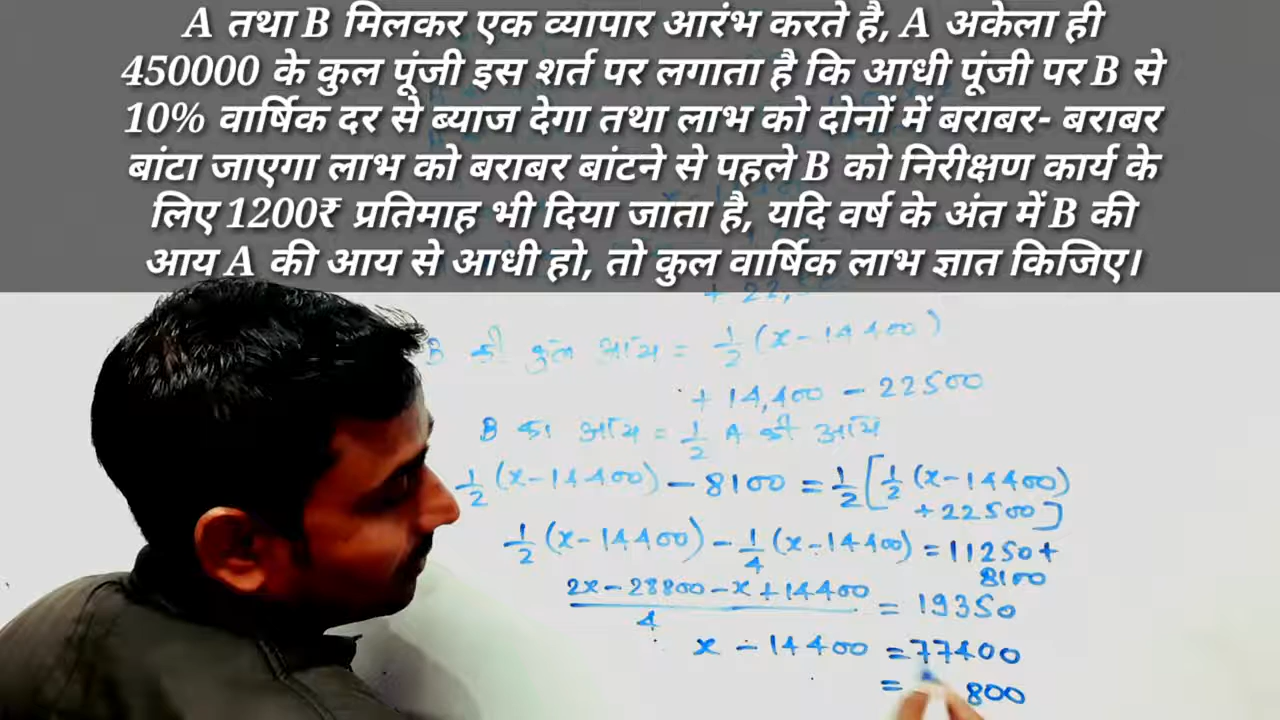 A तथा B मिलकर एक व्यापार आरंभ करते है, A अकेला ही
450000 के कुल पूंजी इस शर्त पर लगाता है कि आधी पूंजी पर B से
10% वार्षिक दर से ब्याज देगा तथा लाभ को दोनों में बराबर- बराबर
बांटा जाएगा लाभ को बराबर बांटने से पहले B को निरीक्षण कार्य के
लिए 1200₹ प्रतिमाह भी दिया जाता है, यदि वर्ष के अंत में B की
आय A की आय से आधी हो, तो कुल वार्षिक लाभ ज्ञात किजिए।
+ 22,5
B की कुल आय = 1/2 (x - 14400)
+ 14,400 - 22500
B का आय = 1/2 A की आय
1/2 (x - 14400) - 8100 = 1/2 [1/2 (x - 14400)
+ 22500]
1/2 (x - 14400) - 1/4 (x - 14400) = 11250 +
8100
2x - 28800 - x + 14400 / 4 = 19350
x - 14400 = 77400
= 800